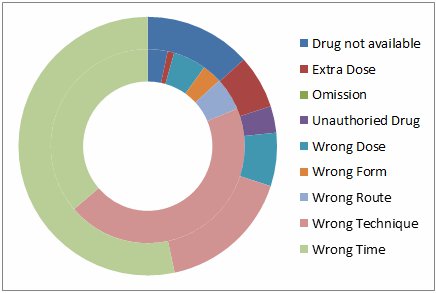 Drug not available
Extra Dose
Omission
Unauthoried Drug
Wrong Dose
Wrong Form
Wrong Route
Wrong Technique
Wrong Time